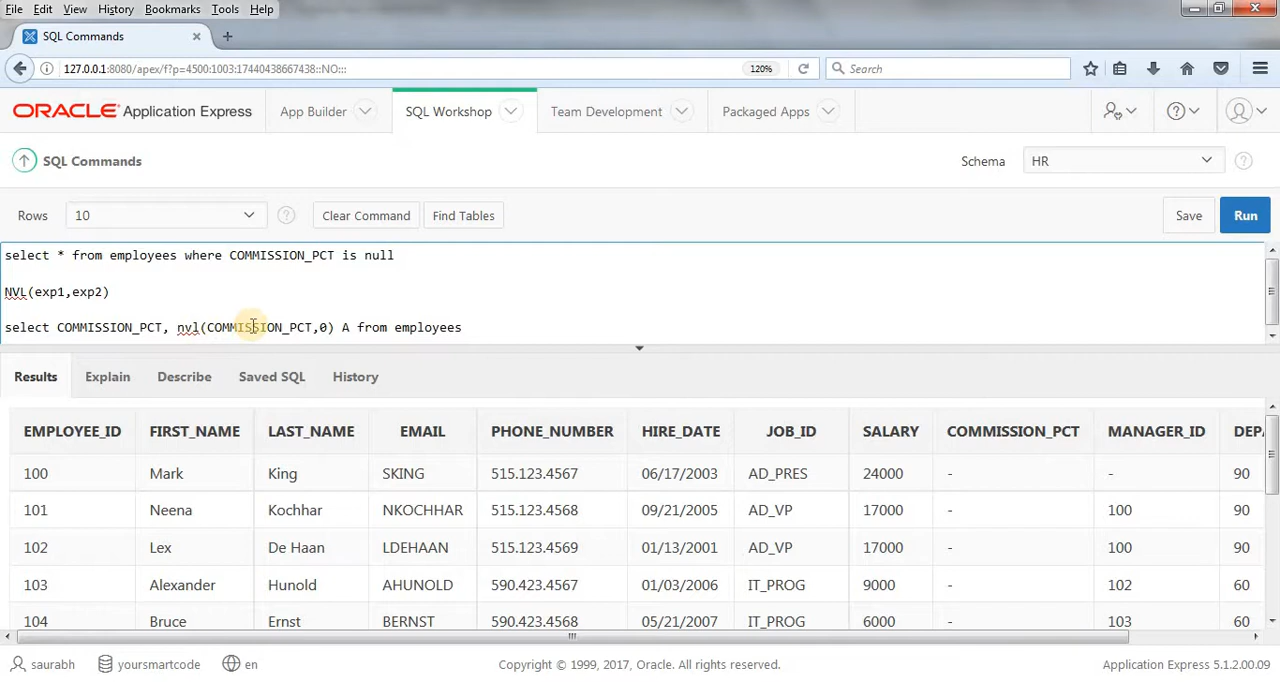 File Edit View History Bookmarks Tools Help
SQL Commands × +
127.0.0.1:8080/apex/f?p=4500:1003:17440438667438::NO::: 120% Search
ORACLE® Application Express App Builder SQL Workshop Team Development Packaged Apps
SQL Commands Schema HR
Rows 10 Clear Command Find Tables Save Run
select * from employees where COMMISSION_PCT is null
NVL(exp1,exp2)
select COMMISSION_PCT, nvl(COMMISSION_PCT,0) A from employees
Results Explain Describe Saved SQL History
EMPLOYEE_ID FIRST_NAME LAST_NAME EMAIL PHONE_NUMBER HIRE_DATE JOB_ID SALARY COMMISSION_PCT MANAGER_ID DEPA
100 Mark King SKING 515.123.4567 06/17/2003 AD_PRES 24000 - - 90
101 Neena Kochhar NKOCHHAR 515.123.4568 09/21/2005 AD_VP 17000 - 100 90
102 Lex De Haan LDEHAAN 515.123.4569 01/13/2001 AD_VP 17000 - 100 90
103 Alexander Hunold AHUNOLD 590.423.4567 01/03/2006 IT_PROG 9000 - 102 60
104 Bruce Ernst BERNST 590.423.4568 05/21/2007 IT_PROG 6000 - 103 60
saurabh yoursmartcode en Copyright © 1999, 2017, Oracle. All rights reserved. Application Express 5.1.2.00.09